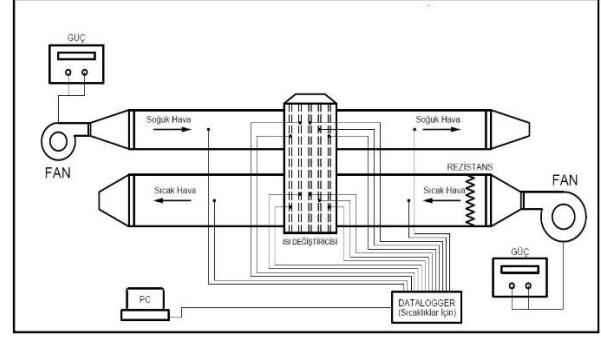 GÜÇ
Soğuk Hava
Soğuk Hava
FAN
REZİSTANS
FAN
Sıcak Hava
Sıcak Hava
ISI DEĞİŞTİRİCİSİ
GÜÇ
PC
DATALOGGER
(Sıcaklıklar İçin)